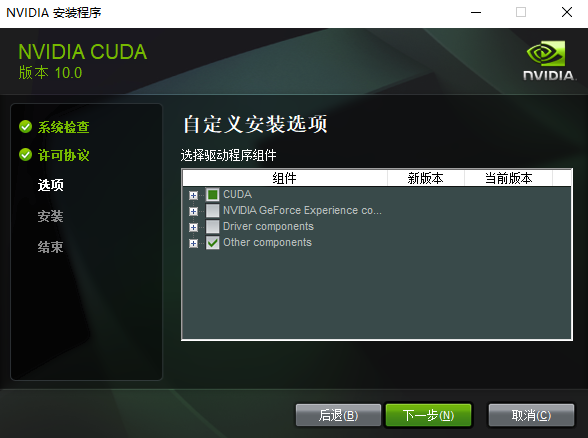 NVIDIA 安装程序
NVIDIA CUDA
版本 10.0
NVIDIA.
系统检查
许可协议
选项
安装
结束
自定义安装选项
选择驱动程序组件
组件 新版本 当前版本
CUDA
NVIDIA GeForce Experience co...
Driver components
Other components
后退(B) 下一步(N) 取消(C)